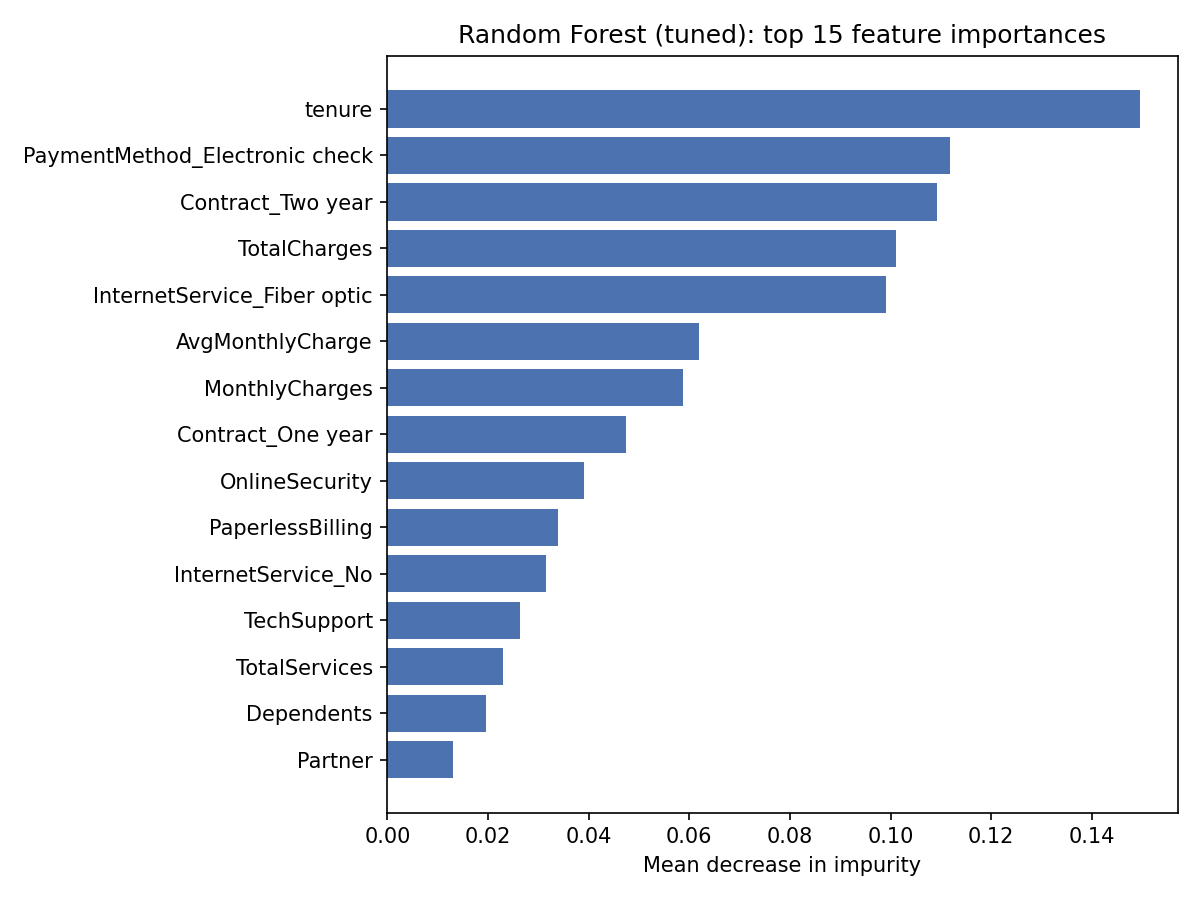 Random Forest (tuned): top 15 feature importances
tenure
PaymentMethod_Electronic check
Contract_Two year
TotalCharges
InternetService_Fiber optic
AvgMonthlyCharge
MonthlyCharges
Contract_One year
OnlineSecurity
PaperlessBilling
InternetService_No
TechSupport
TotalServices
Dependents
Partner
0.00 0.02 0.04 0.06 0.08 0.10 0.12 0.14
Mean decrease in impurity